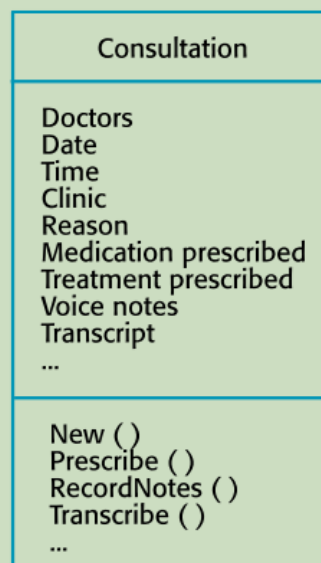 Consultation
Doctors
Date
Time
Clinic
Reason
Medication prescribed
Treatment prescribed
Voice notes
Transcript
...
New ( )
Prescribe ( )
RecordNotes ( )
Transcribe ( )
...